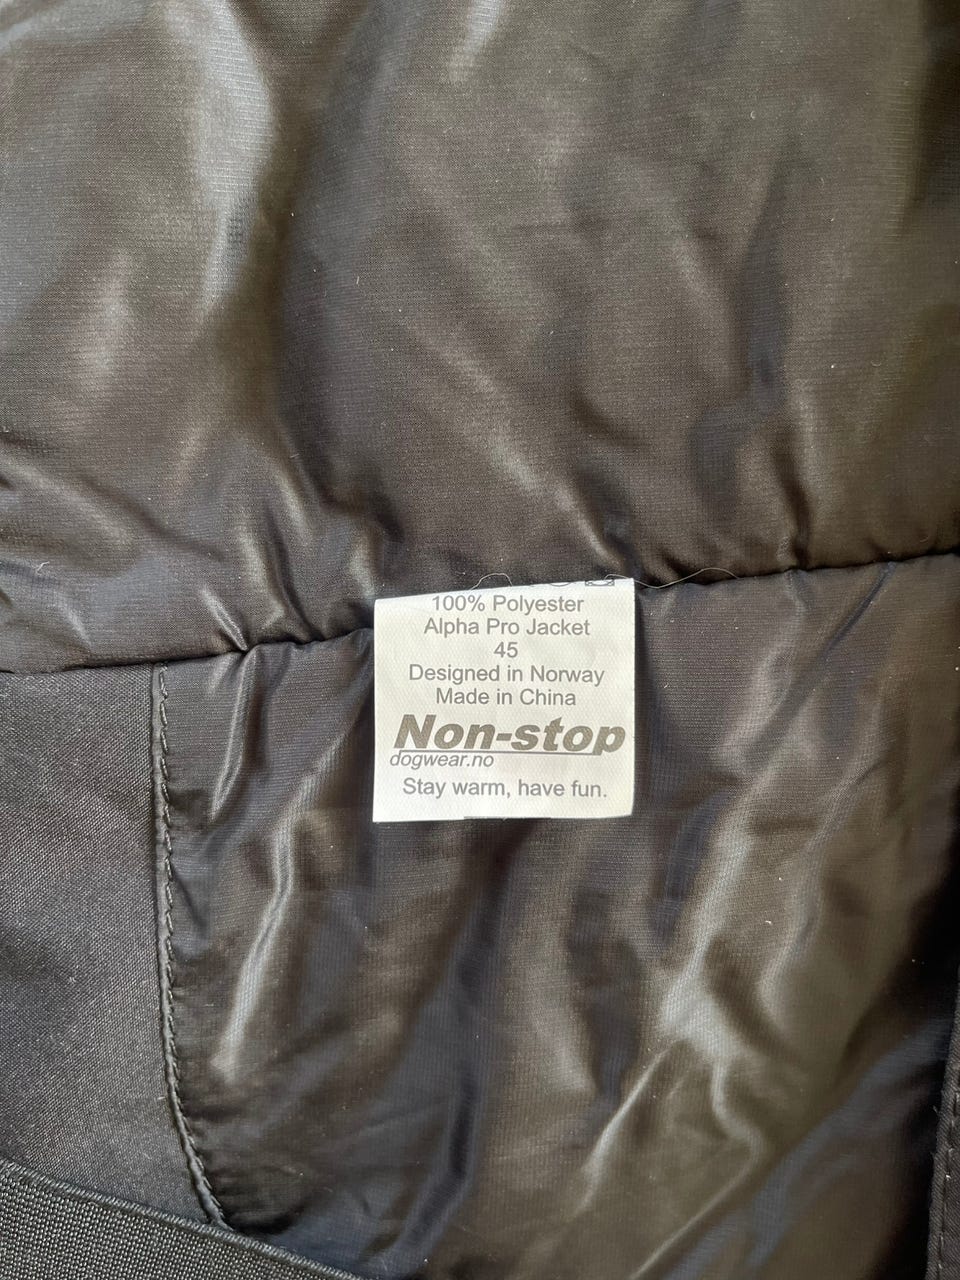 100% Polyester
Alpha Pro Jacket
45
Designed in Norway
Made in China
Non-stop
dogwear.no
Stay warm, have fun.